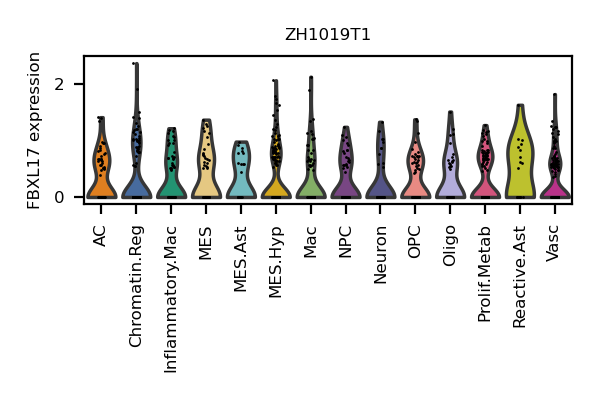 ZH1019T1
FBXL17 expression
2
0
AC
Chromatin.Reg
Inflammatory.Mac
MES
MES.Ast
MES.Hyp
Mac
NPC
Neuron
OPC
Oligo
Prolif.Metab
Reactive.Ast
Vasc